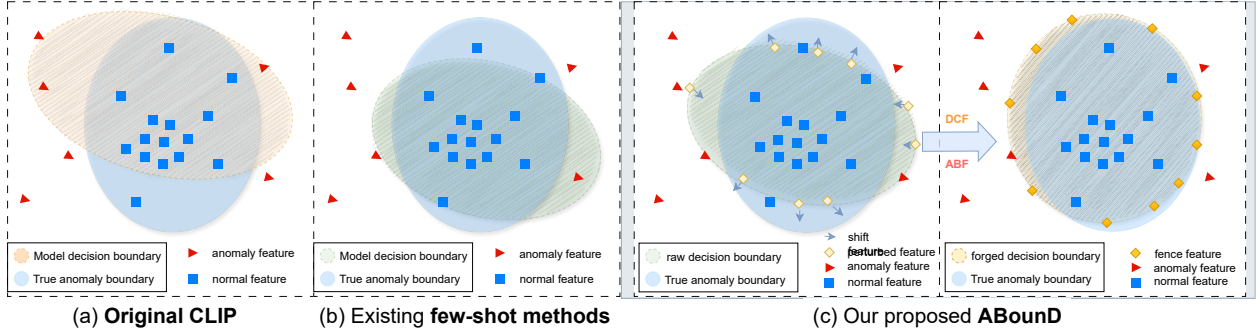 Model decision boundary
True anomaly boundary
anomaly feature
normal feature
Model decision boundary
True anomaly boundary
anomaly feature
normal feature
raw decision boundary
True anomaly boundary
shift
feature
perturbed feature
anomaly feature
normal feature
DCF
ABF
forged decision boundary
True anomaly boundary
fence feature
anomaly feature
normal feature
(a) Original CLIP
(b) Existing few-shot methods
(c) Our proposed ABounD